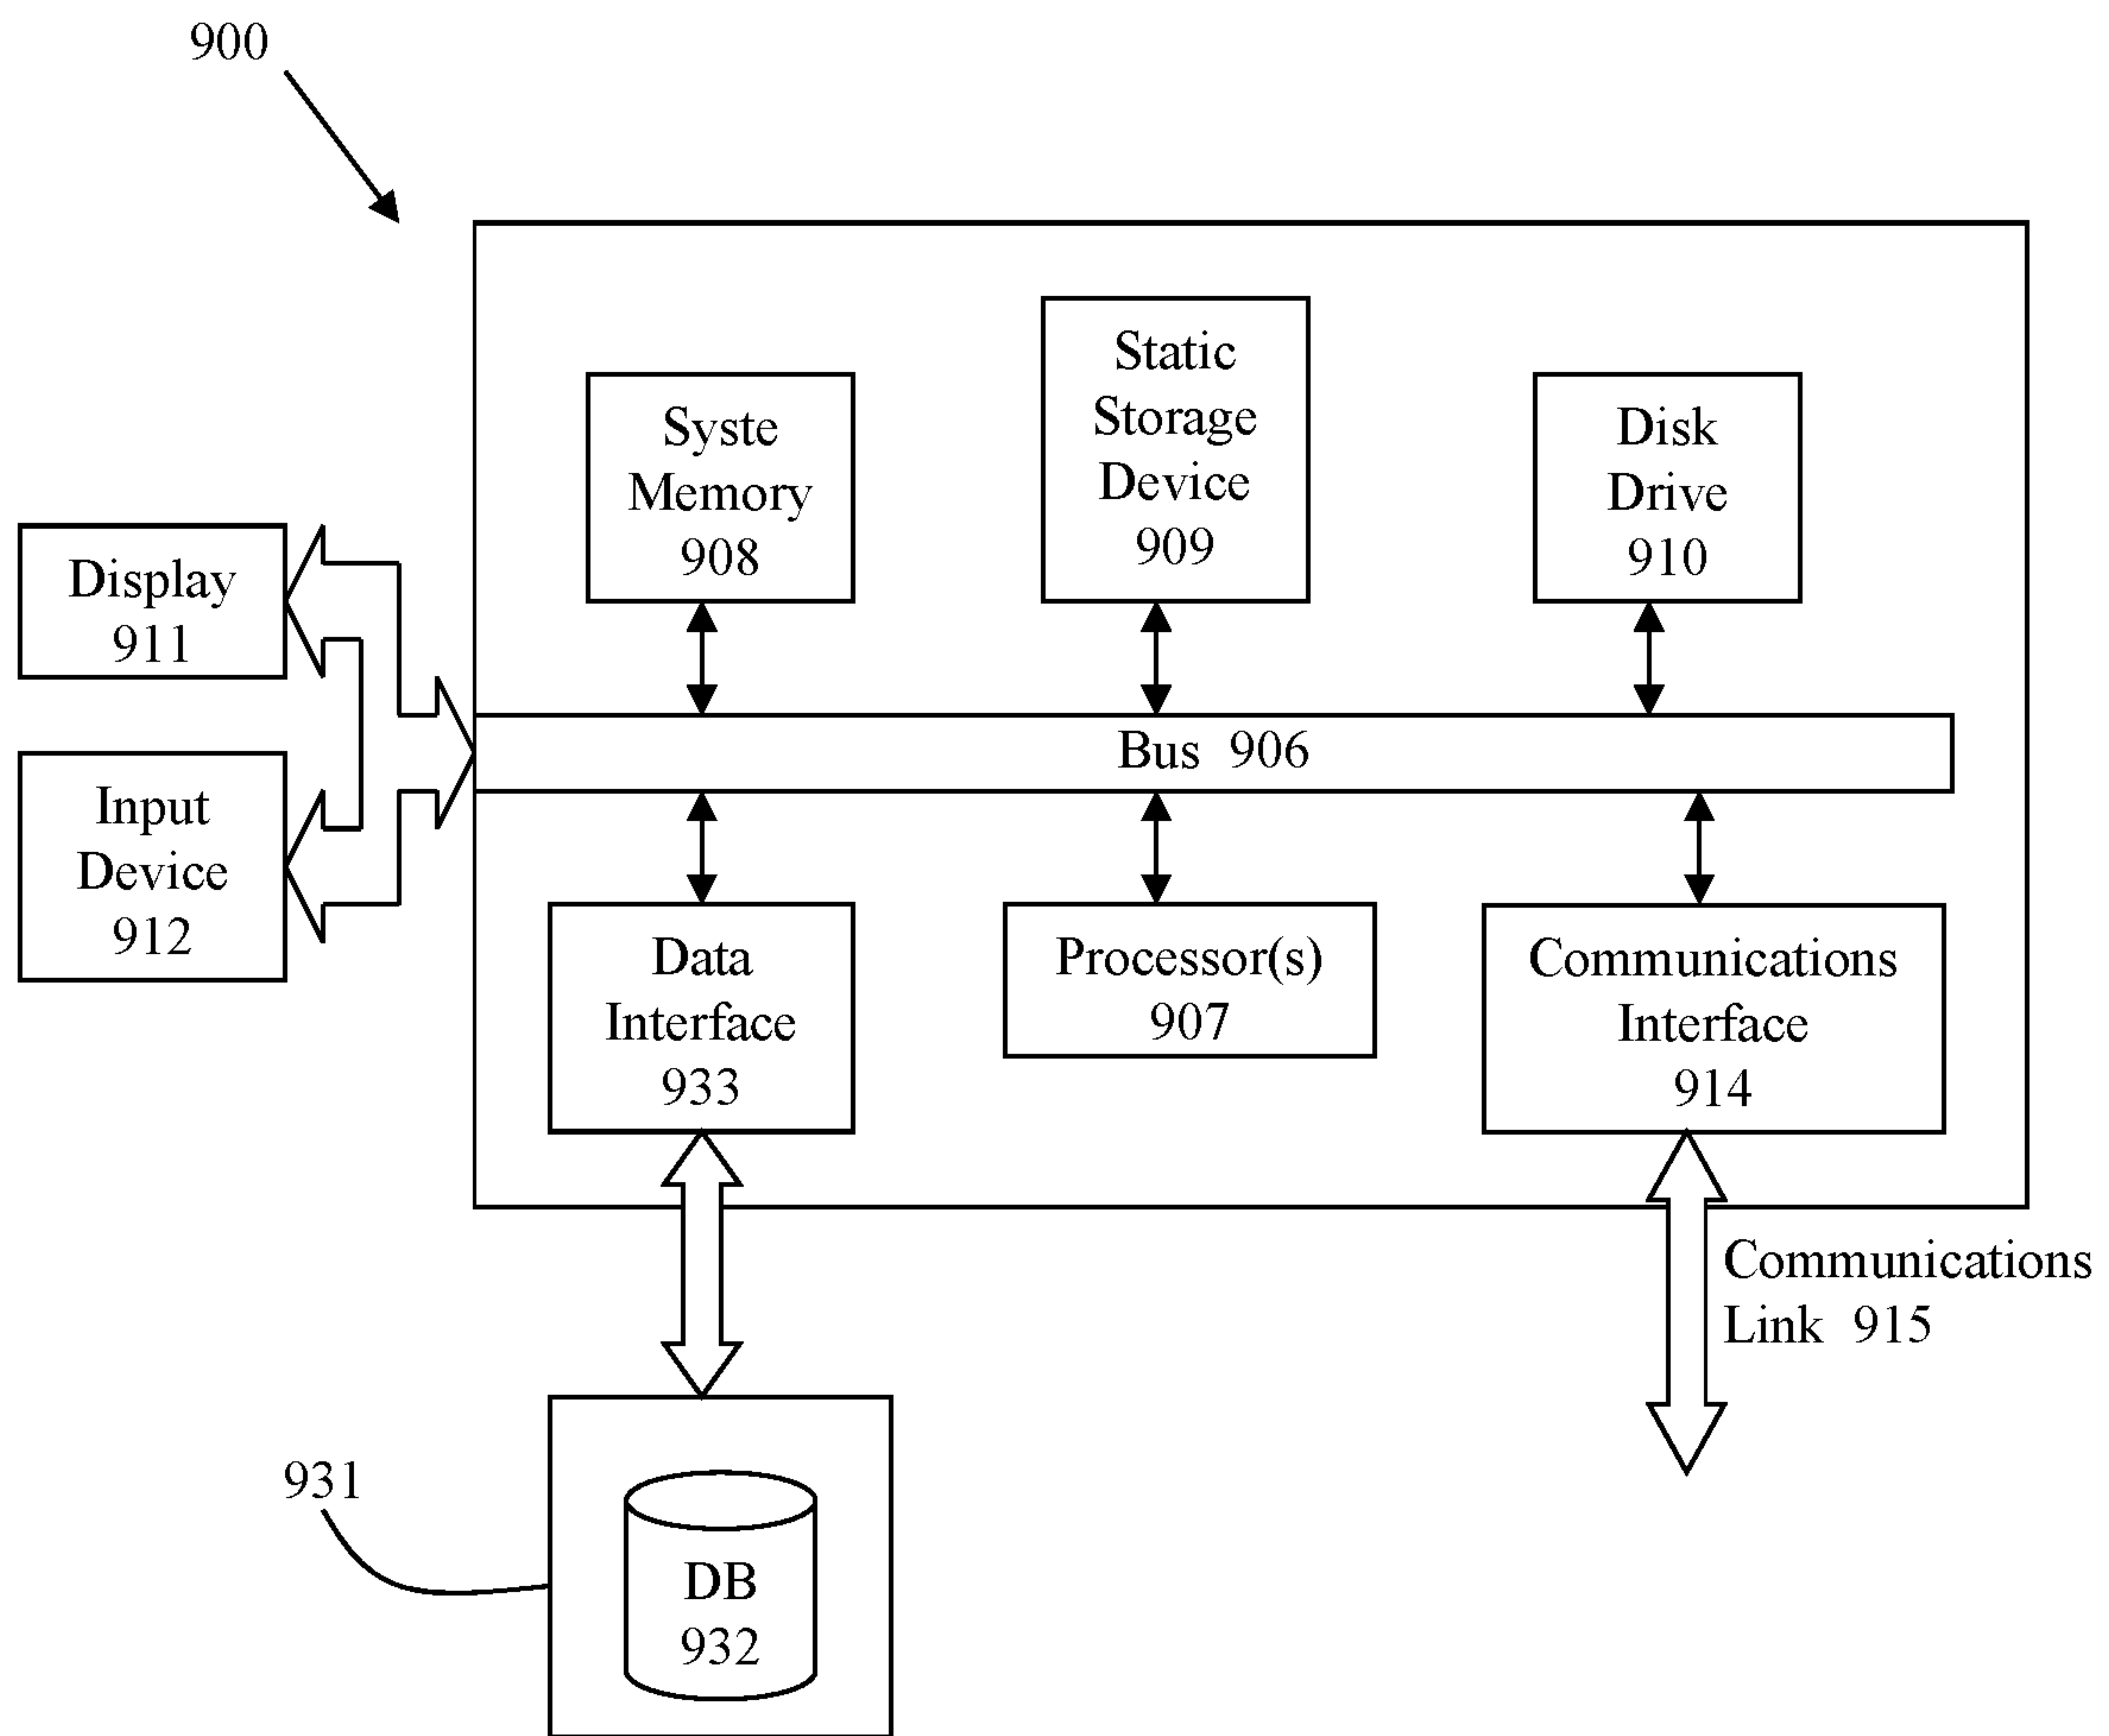 900
Static
Storage
Device
909
Syste
Memory
908
Disk
Drive
910
Display
911
Bus 906
Input
Device
912
Data
Interface
933
Processor(s)
907
Communications
Interface
914
Communications
Link 915
931
DB
932